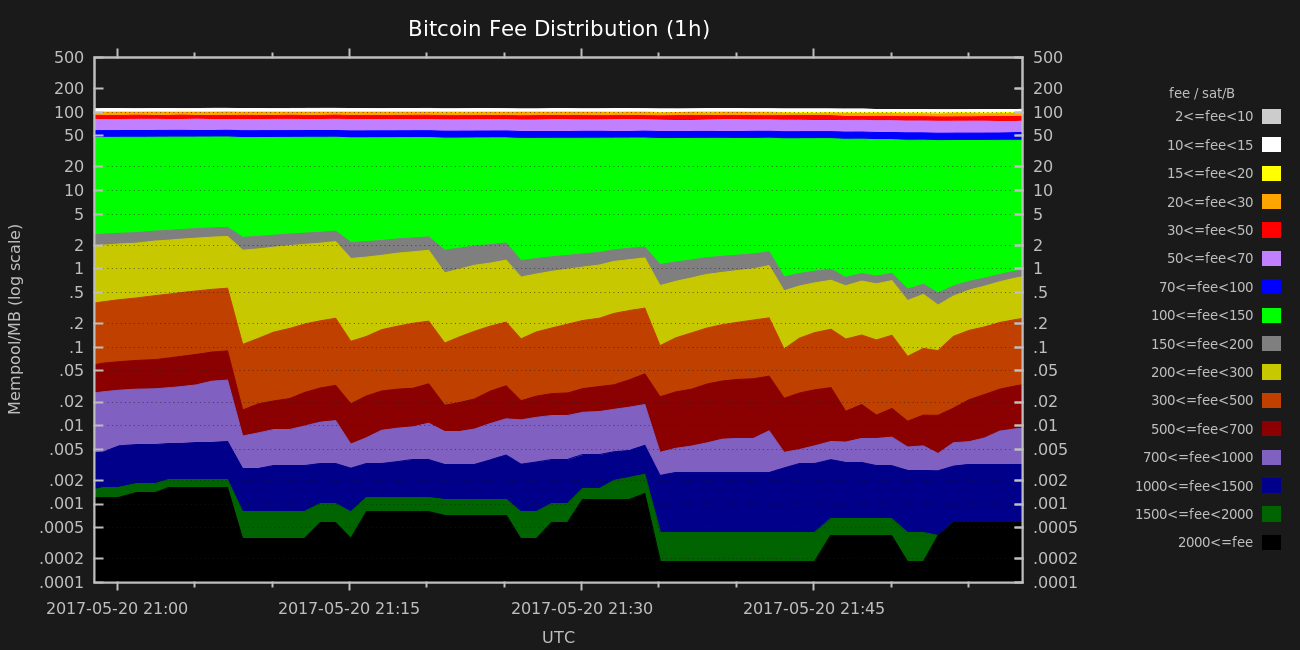 Bitcoin Fee Distribution (1h)
Mempool/MB (log scale)
500
200
100
50
20
10
5
2
1
.5
.2
.1
.05
.02
.01
.005
.002
.001
.0005
.0002
.0001
500
200
100
50
20
10
5
2
1
.5
.2
.1
.05
.02
.01
.005
.002
.001
.0005
.0002
.0001
2017-05-20 21:00
2017-05-20 21:15
2017-05-20 21:30
2017-05-20 21:45
UTC
fee / sat/B
2<=fee<10
10<=fee<15
15<=fee<20
20<=fee<30
30<=fee<50
50<=fee<70
70<=fee<100
100<=fee<150
150<=fee<200
200<=fee<300
300<=fee<500
500<=fee<700
700<=fee<1000
1000<=fee<1500
1500<=fee<2000
2000<=fee